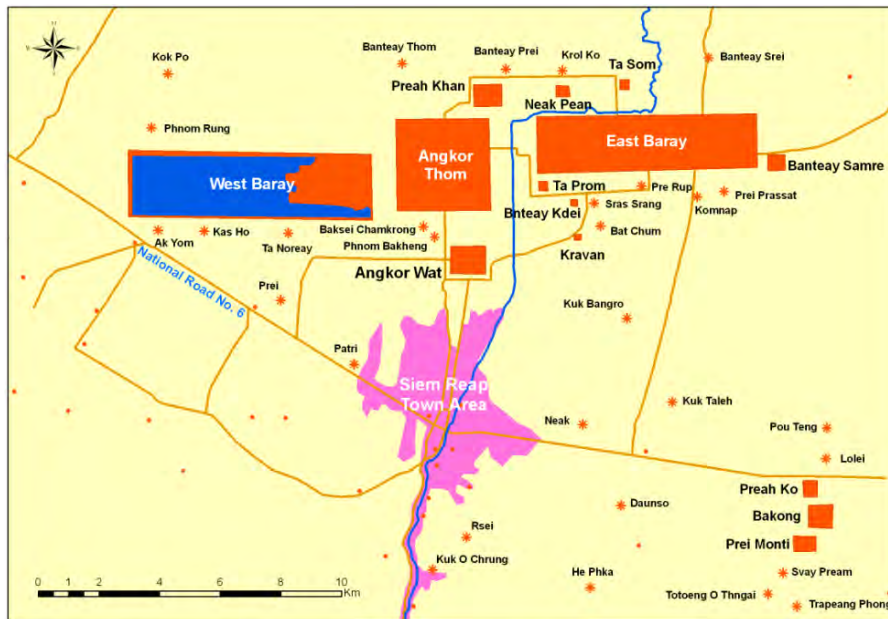 N
Kok Po
Banteay Thom
Banteay Prei
Krol Ko
Ta Som
Banteay Srei
Preah Khan
Neak Pean
Phnom Rung
Angkor
Thom
East Baray
West Baray
Banteay Samre
Ta Prom
Pre Rup
Prei Prassat
Bnteay Kdei
Sras Srang
Komnap
Ak Yom
Kas Ho
Ta Noreay
Baksei Chamkrong
Phnom Bakheng
Bat Chum
Kravan
Angkor Wat
National Road No. 6
Prei
Kuk Bangro
Patri
Siem Reap
Town Area
Kuk Taleh
Neak
Pou Teng
Lolei
Preah Ko
Bakong
Daunso
Prei Monti
Rsei
Kuk O Chrung
He Phka
Svay Pream
Totoeng O Thngai
Trapeang Phong
0 1 2 4 6 8 10
Km